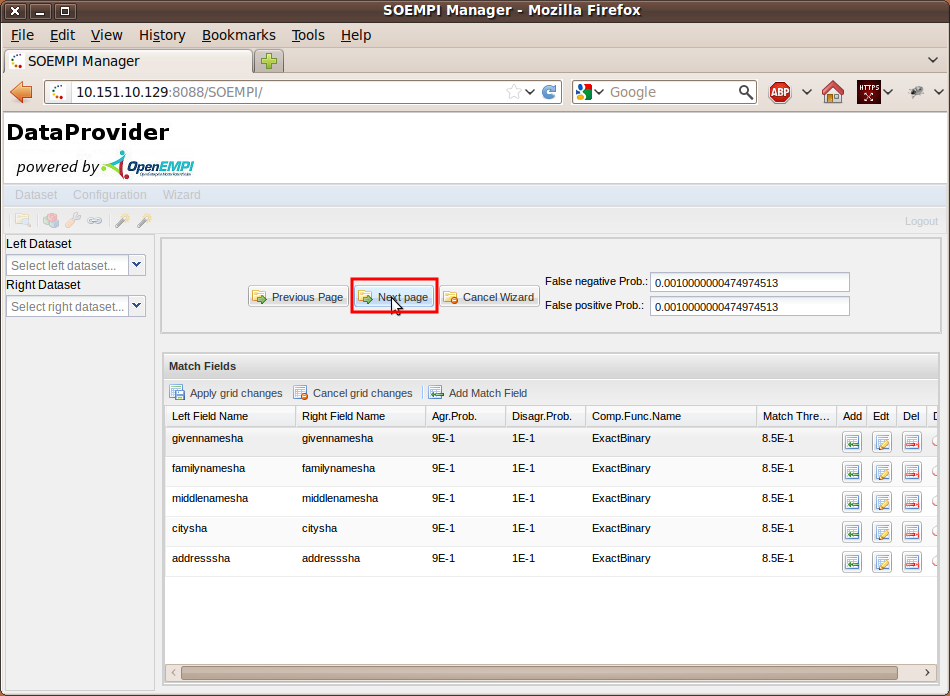 SOEMPI Manager - Mozilla Firefox
File Edit View History Bookmarks Tools Help
SOEMPI Manager
10.151.10.129:8088/SOEMPI/ Google ABP HTTPS
DataProvider
powered by OpenEMPI
Dataset Configuration Wizard
Logout
Left Dataset
Select left dataset...
Right Dataset
Select right dataset...
Previous Page Next page Cancel Wizard
False negative Prob.: 0.0010000000474974513
False positive Prob.: 0.0010000000474974513
Match Fields
Apply grid changes Cancel grid changes Add Match Field
Left Field Name Right Field Name Agr.Prob. Disagr.Prob. Comp.Func.Name Match Thre... Add Edt Del
givennamesha givennamesha 9E-1 1E-1 ExactBinary 8.5E-1
familynamesha familynamesha 9E-1 1E-1 ExactBinary 8.5E-1
middlenamesha middlenamesha 9E-1 1E-1 ExactBinary 8.5E-1
citysha citysha 9E-1 1E-1 ExactBinary 8.5E-1
addresssha addresssha 9E-1 1E-1 ExactBinary 8.5E-1